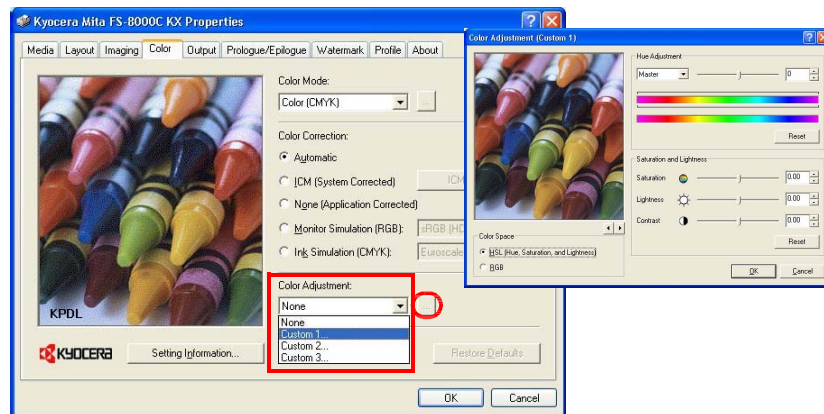 Kyocera Mita FS-8000C KX Properties
Media Layout Imaging Color Output Prologue/Epilogue Watermark Profile About
Color Mode:
Color (CMYK)
...
Color Correction:
Automatic
ICM (System Corrected)
ICM
None (Application Corrected)
Monitor Simulation (RGB):
sRGB (HD
Ink Simulation (CMYK):
Euroscale
Color Adjustment:
None
None
Custom 1...
Custom 2...
Custom 3...
KPDL
KYOCERA
Setting Information...
Restore Defaults
OK
Cancel
Color Adjustment (Custom 1)
Hue Adjustment
Master
0
Reset
Saturation and Lightness
Saturation
0.00
Lightness
0.00
Contrast
0.00
Reset
Color Space
HSL (Hue, Saturation, and Lightness)
RGB
OK
Cancel